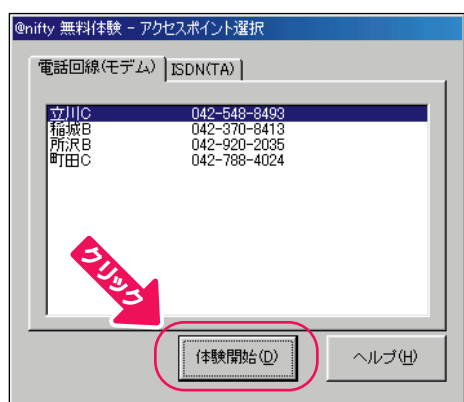 @nifty 無料体験 - アクセスポイント選択
電話回線(モデム) ISDN(TA)
立川C 042-548-8493
稲城B 042-370-8413
所沢B 042-920-2035
町田C 042-788-4024
クリック
体験開始(D) ヘルプ(H)